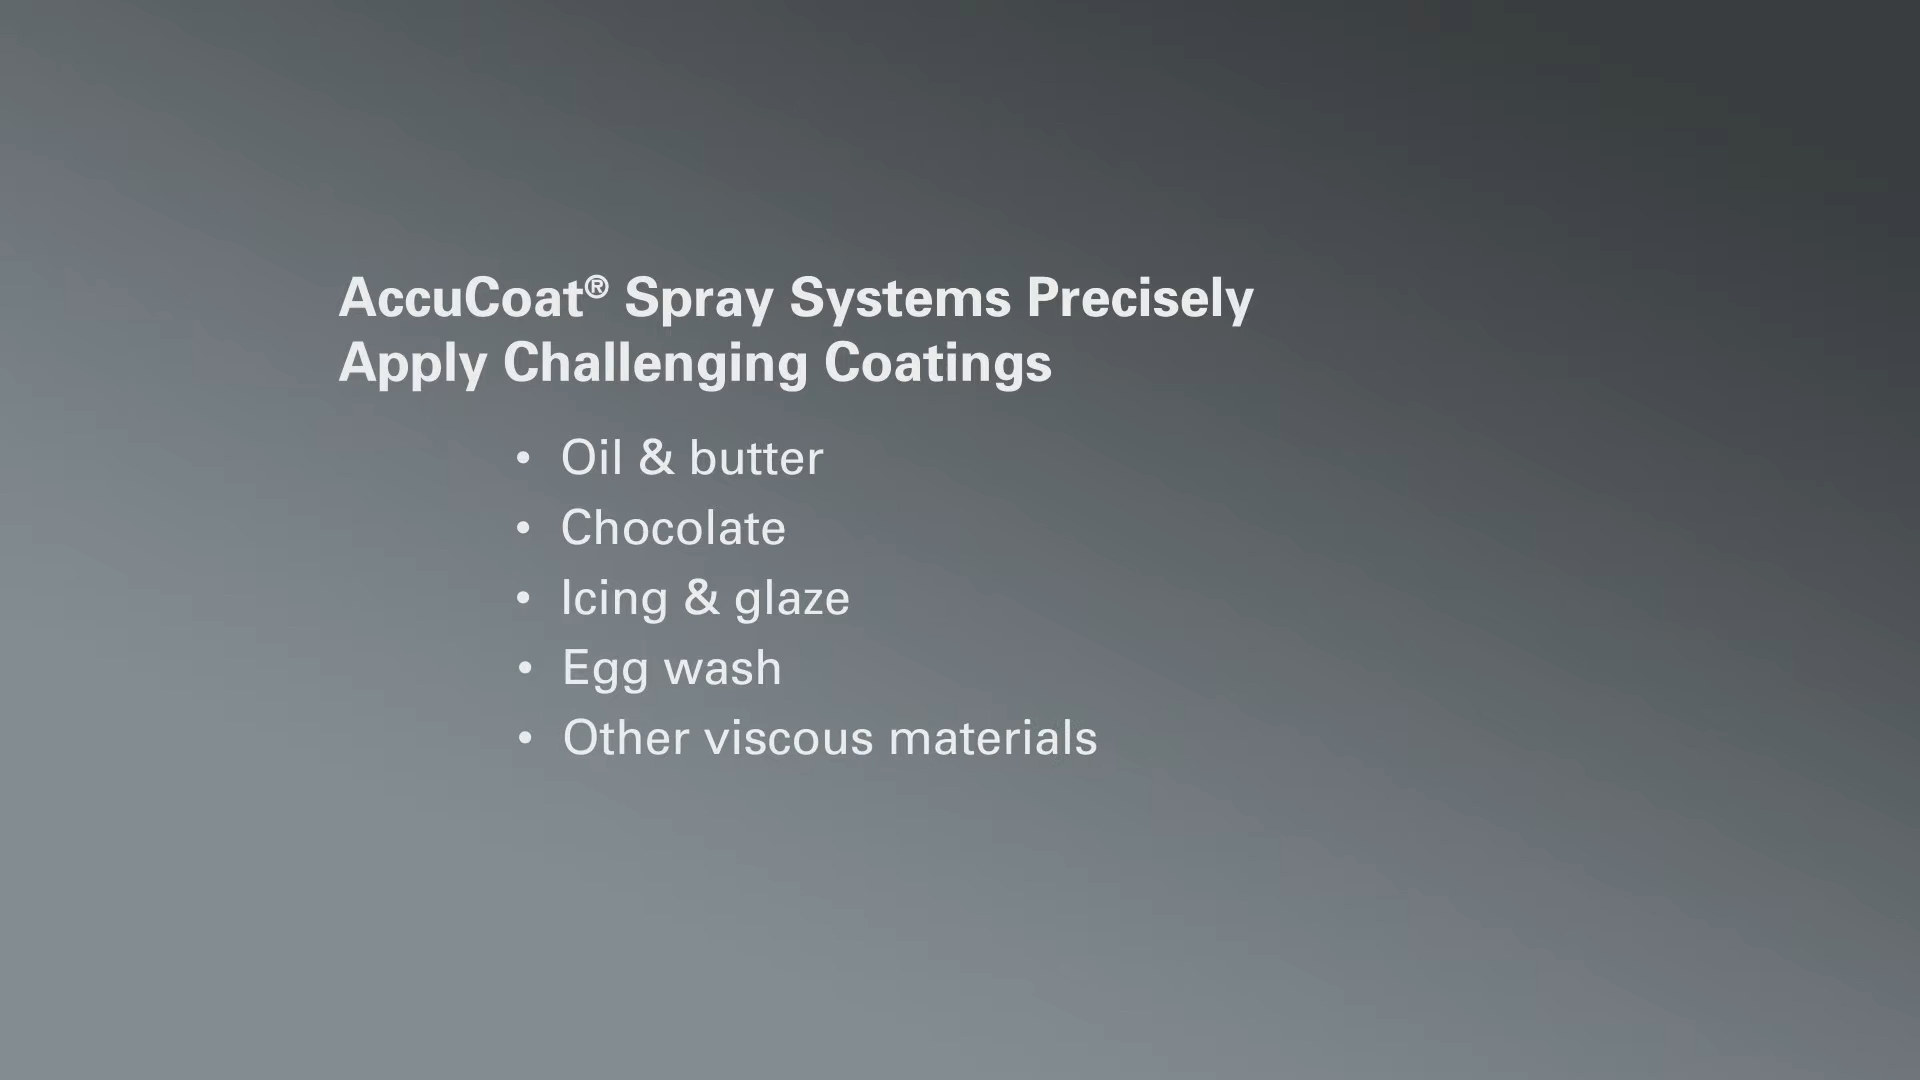 AccuCoat® Spray Systems Precisely
Apply Challenging Coatings
• Oil & butter
• Chocolate
• Icing & glaze
• Egg wash
• Other viscous materials